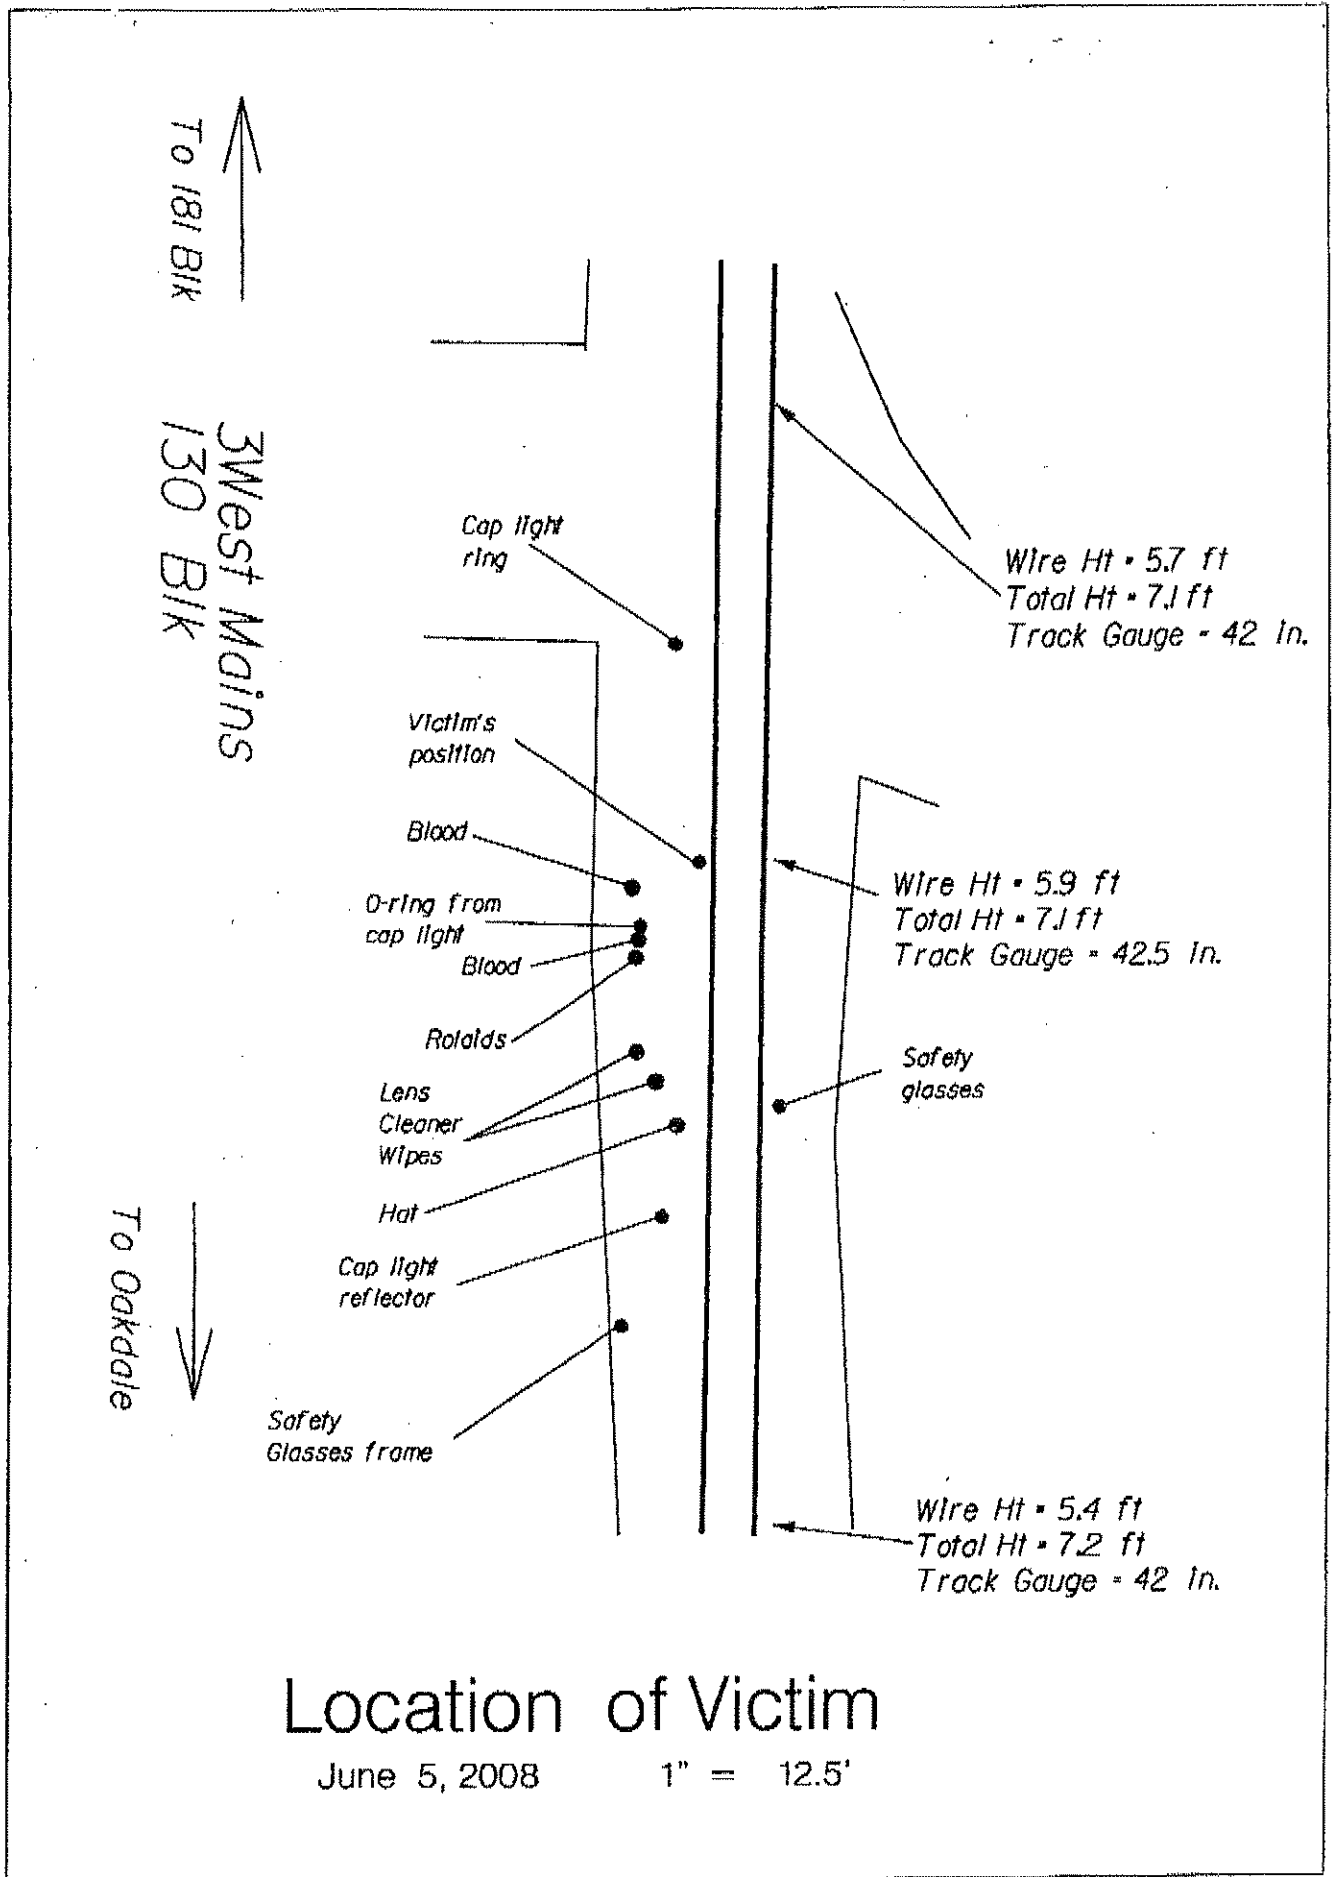 To 181 Blk
3West Mains
130 Blk
To Oakdale
Cap light
ring
Victim's
position
Blood
O-ring from
cap light
Blood
Rolaids
Lens
Cleaner
Wipes
Hat
Cap light
reflector
Safety
Glasses frame
Wire Ht = 5.7 ft
Total Ht = 7.1 ft
Track Gauge = 42 in.
Wire Ht = 5.9 ft
Total Ht = 7.1 ft
Track Gauge = 42.5 in.
Safety
glasses
Wire Ht = 5.4 ft
Total Ht = 7.2 ft
Track Gauge = 42 in.
Location of Victim
June 5, 2008 1" = 12.5'